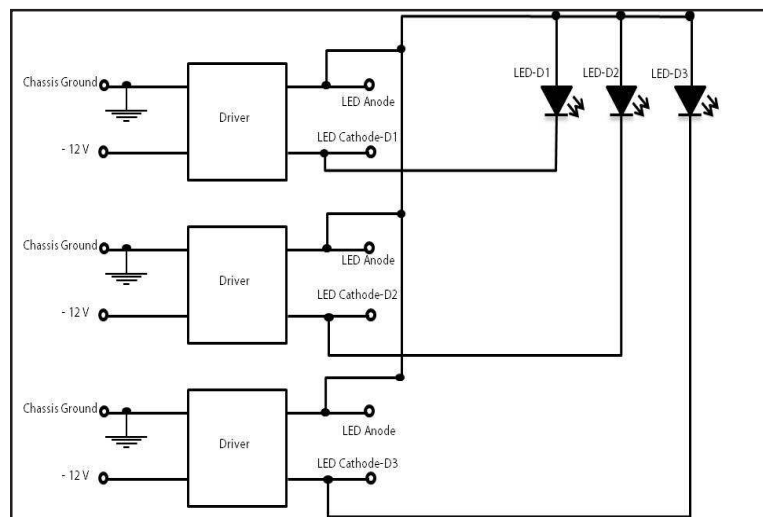 LED-D1
LED-D2
LED-D3
Chassis Ground
Driver
LED Anode
LED Cathode-D1
- 12 V
Chassis Ground
Driver
LED Anode
LED Cathode-D2
- 12 V
Chassis Ground
Driver
LED Anode
LED Cathode-D3
- 12 V